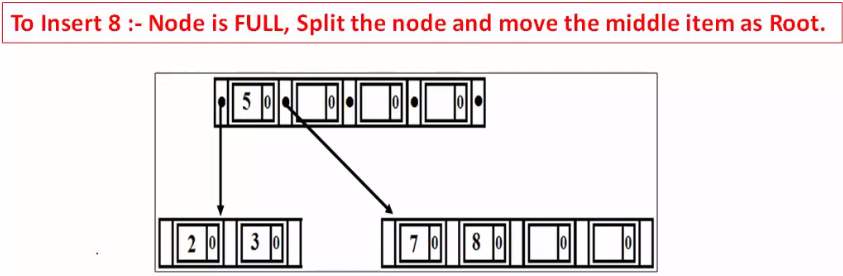 To Insert 8 :- Node is FULL, Split the node and move the middle item as Root.
5 0 0 0 0
2 0 3 0 7 0 8 0 0 0